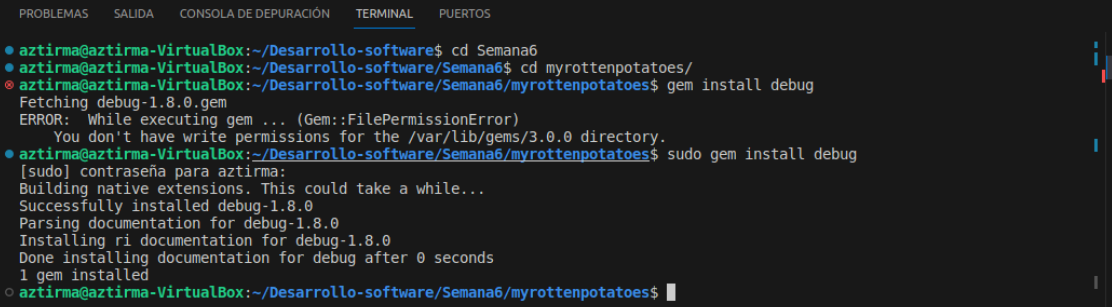 PROBLEMAS SALIDA CONSOLA DE DEPURACIÓN TERMINAL PUERTOS
aztirma@aztirma-VirtualBox:~/Desarrollo-software$ cd Semana6
aztirma@aztirma-VirtualBox:~/Desarrollo-software/Semana6$ cd myrottenpotatoes/
aztirma@aztirma-VirtualBox:~/Desarrollo-software/Semana6/myrottenpotatoes$ gem install debug
Fetching debug-1.8.0.gem
ERROR:  While executing gem ... (Gem::FilePermissionError)
    You don't have write permissions for the /var/lib/gems/3.0.0 directory.
aztirma@aztirma-VirtualBox:~/Desarrollo-software/Semana6/myrottenpotatoes$ sudo gem install debug
[sudo] contraseña para aztirma:
Building native extensions. This could take a while...
Successfully installed debug-1.8.0
Parsing documentation for debug-1.8.0
Installing ri documentation for debug-1.8.0
Done installing documentation for debug after 0 seconds
1 gem installed
aztirma@aztirma-VirtualBox:~/Desarrollo-software/Semana6/myrottenpotatoes$